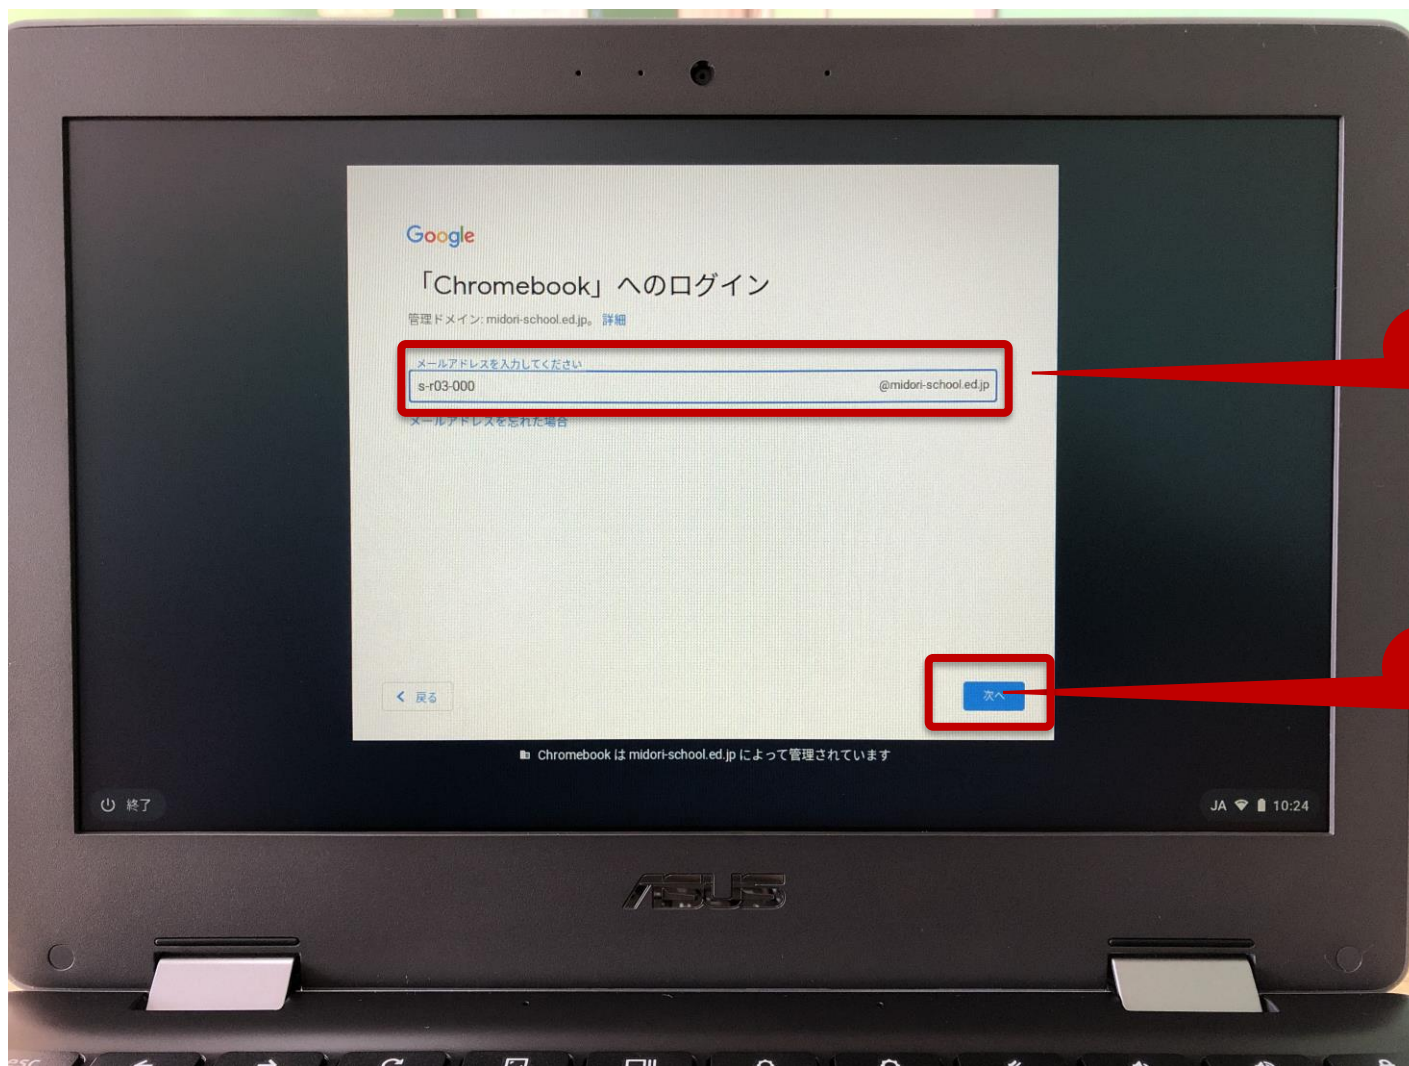 Google
「Chromebook」へのログイン
管理ドメイン: midori-school.ed.jp。 詳細
メールアドレスを入力してください
s-r03-000 @midori-school.ed.jp
メールアドレスを忘れた場合
戻る 次へ
Chromebook は midori-school.ed.jp によって管理されています
終了 JA 10:24
ASUS
esc